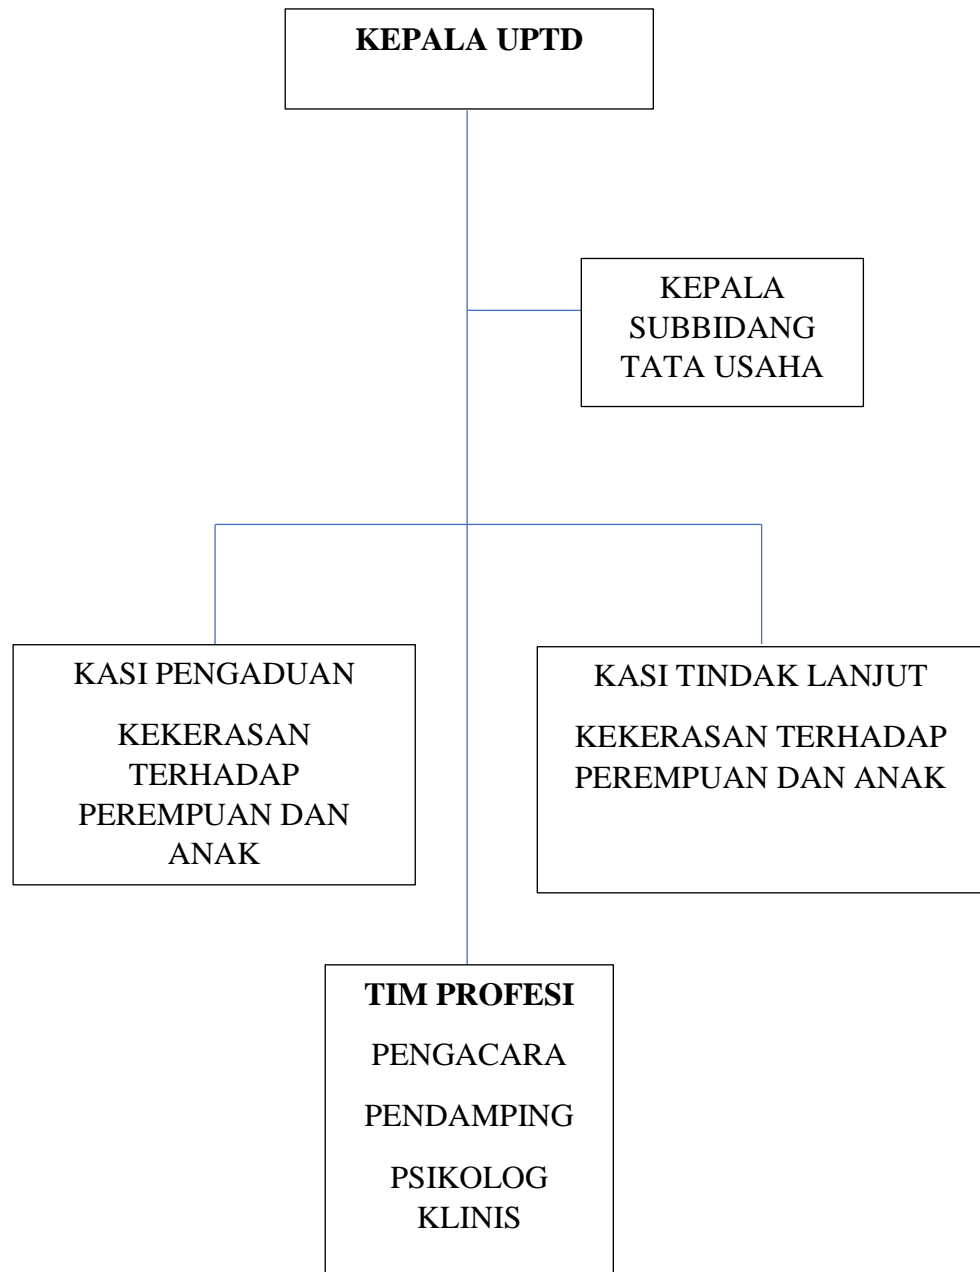 KEPALA UPTD
KEPALA
SUBBIDANG
TATA USAHA
KASI PENGADUAN
KEKERASAN
TERHADAP
PEREMPUAN DAN
ANAK
KASI TINDAK LANJUT
KEKERASAN TERHADAP
PEREMPUAN DAN ANAK
TIM PROFESI
PENGACARA
PENDAMPING
PSIKOLOG
KLINIS